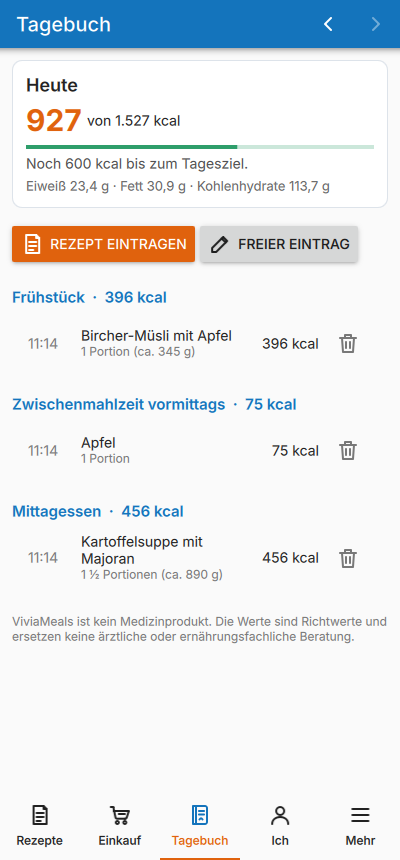 Tagebuch
Heute
927 von 1.527 kcal
Noch 600 kcal bis zum Tagesziel.
Eiweiß 23,4 g · Fett 30,9 g · Kohlenhydrate 113,7 g
REZEPT EINTRAGEN
FREIER EINTRAG
Frühstück · 396 kcal
11:14
Bircher-Müsli mit Apfel
1 Portion (ca. 345 g)
396 kcal
Zwischenmahlzeit vormittags · 75 kcal
11:14
Apfel
1 Portion
75 kcal
Mittagessen · 456 kcal
11:14
Kartoffelsuppe mit
Majoran
1 ½ Portionen (ca. 890 g)
456 kcal
ViviaMeals ist kein Medizinprodukt. Die Werte sind Richtwerte und
ersetzen keine ärztliche oder ernährungsfachliche Beratung.
Rezepte
Einkauf
Tagebuch
Ich
Mehr